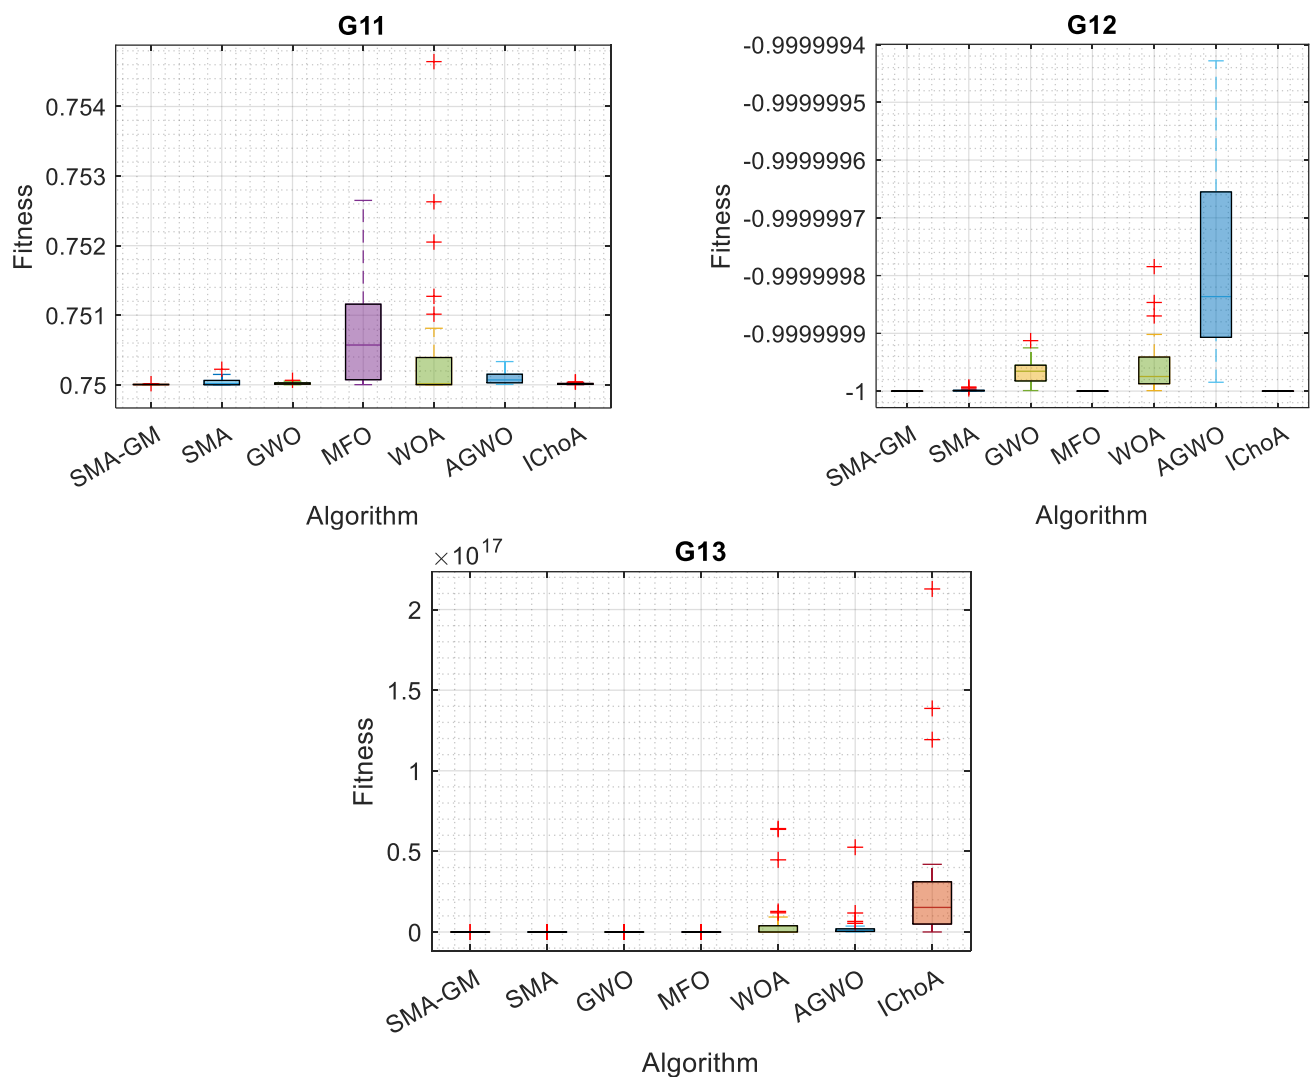 G11
0.754
0.753
0.752
0.751
0.75
Fitness
SMA-GM
SMA
GWO
MFO
WOA
AGWO
IChoA
Algorithm
G12
-0.9999994
-0.9999995
-0.9999996
-0.9999997
-0.9999998
-0.9999999
-1
Fitness
SMA-GM
SMA
GWO
MFO
WOA
AGWO
IChoA
Algorithm
×10^17
G13
2
1.5
1
0.5
0
Fitness
SMA-GM
SMA
GWO
MFO
WOA
AGWO
IChoA
Algorithm